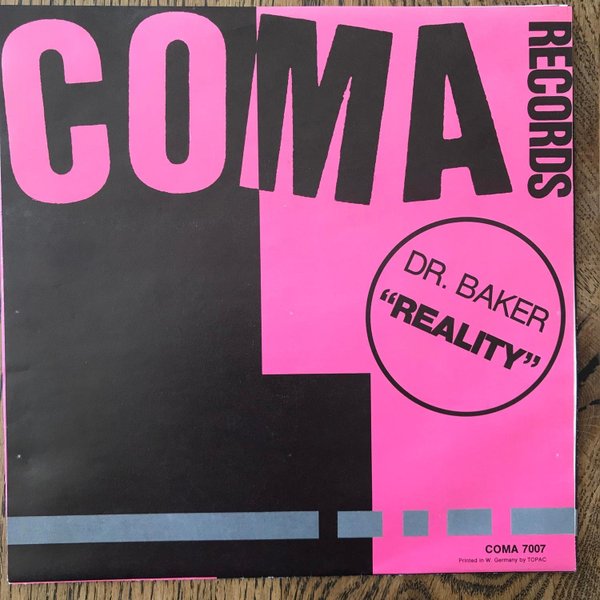 COMA
RECORDS
DR. BAKER
“REALITY”
COMA 7007
Printed in W. Germany by TOPAC